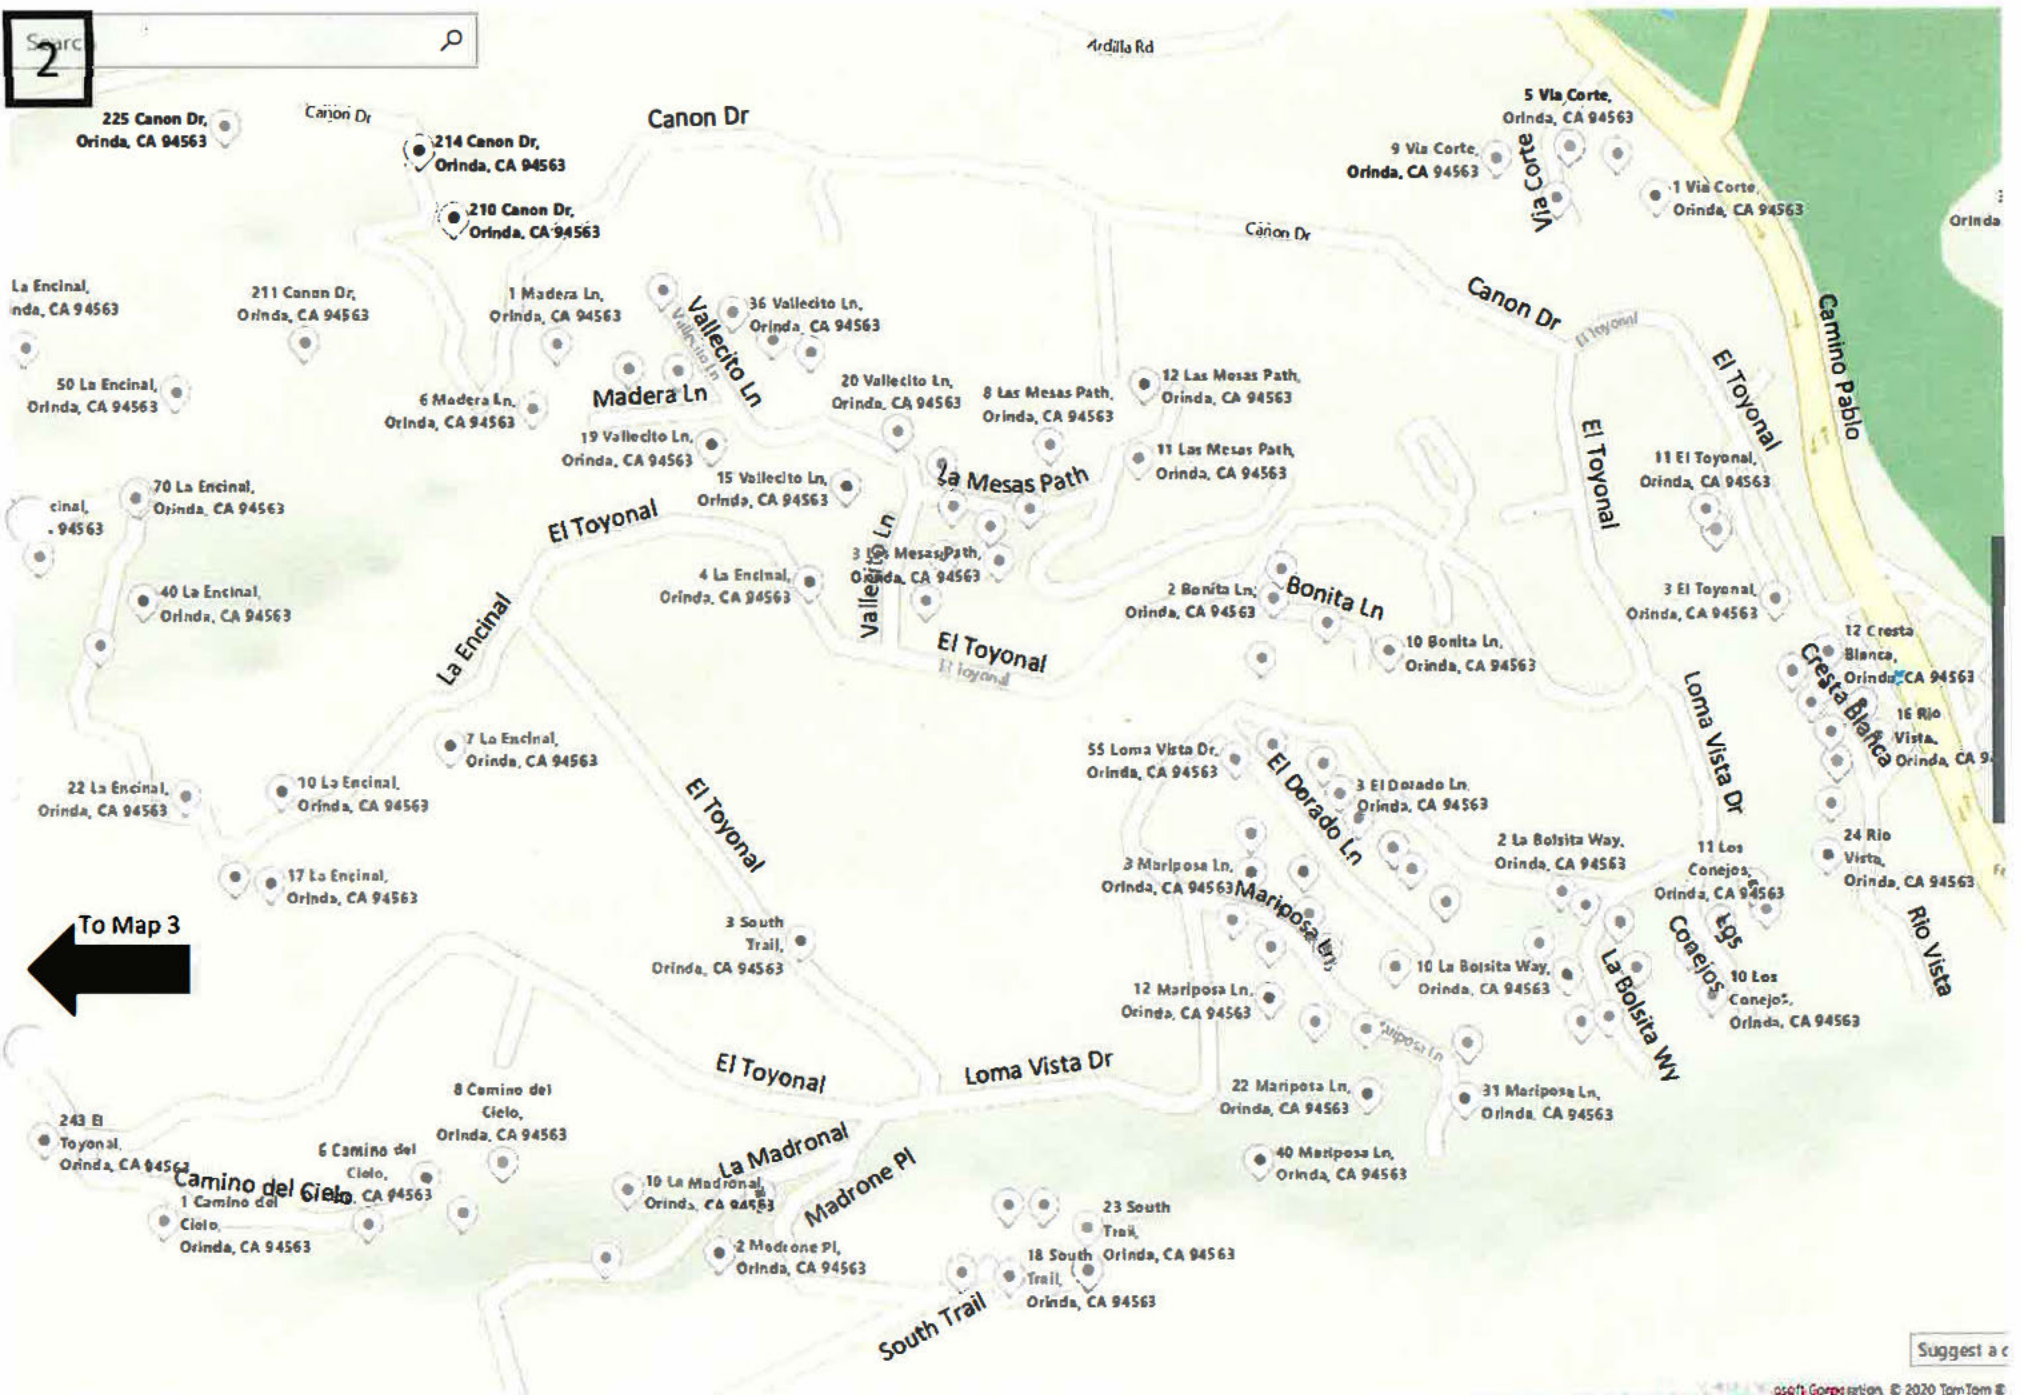 Search
2
Ardilla Rd
225 Canon Dr,
Orinda, CA 94563
Cañon Dr
214 Canon Dr,
Orinda, CA 94563
Canon Dr
210 Canon Dr,
Orinda, CA 94563
5 Via Corte,
Orinda, CA 94563
9 Via Corte,
Orinda, CA 94563
Via Corte
1 Via Corte,
Orinda, CA 94563
Orinda
Cañon Dr
Canon Dr
El Toyonal
El Toyonal
Camino Pablo
La Encinal,
nda, CA 94563
211 Canon Dr,
Orinda, CA 94563
1 Madera Ln,
Orinda, CA 94563
Vallecito Ln
Vallecito Ln
36 Vallecito Ln,
Orinda, CA 94563
50 La Encinal,
Orinda, CA 94563
6 Madera Ln,
Orinda, CA 94563
Madera Ln
20 Vallecito Ln,
Orinda, CA 94563
8 Las Mesas Path,
Orinda, CA 94563
12 Las Mesas Path,
Orinda, CA 94563
19 Vallecito Ln,
Orinda, CA 94563
15 Vallecito Ln,
Orinda, CA 94563
La Mesas Path
11 Las Mesas Path,
Orinda, CA 94563
El Toyonal
11 El Toyonal,
Orinda, CA 94563
70 La Encinal,
Orinda, CA 94563
cinal,
94563
El Toyonal
Vallecito Ln
3 Las Mesas Path,
Orinda, CA 94563
4 La Encinal,
Orinda, CA 94563
40 La Encinal,
Orinda, CA 94563
La Encinal
El Toyonal
El Toyonal
2 Bonita Ln,
Orinda, CA 94563
Bonita Ln
10 Bonita Ln,
Orinda, CA 94563
3 El Toyonal,
Orinda, CA 94563
12 Cresta
Blanca,
Orinda, CA 94563
Cresta Blanca
16 Rio
Vista,
Orinda, CA 9
Loma Vista Dr
7 La Encinal,
Orinda, CA 94563
10 La Encinal,
Orinda, CA 94563
22 La Encinal,
Orinda, CA 94563
17 La Encinal,
Orinda, CA 94563
El Toyonal
55 Loma Vista Dr,
Orinda, CA 94563
El Dorado Ln
3 El Dorado Ln,
Orinda, CA 94563
3 Mariposa Ln,
Orinda, CA 94563
Mariposa Ln
2 La Bolsita Way,
Orinda, CA 94563
11 Los
Conejos,
Orinda, CA 94563
24 Rio
Vista,
Orinda, CA 94563
Rio Vista
Los
Conejos
10 Los
Conejos,
Orinda, CA 94563
To Map 3
3 South
Trail,
Orinda, CA 94563
12 Mariposa Ln,
Orinda, CA 94563
10 La Bolsita Way,
Orinda, CA 94563
La Bolsita Wy
Mariposa Ln
El Toyonal
Loma Vista Dr
22 Mariposa Ln,
Orinda, CA 94563
31 Mariposa Ln,
Orinda, CA 94563
40 Mariposa Ln,
Orinda, CA 94563
243 El
Toyonal,
Orinda, CA 94563
8 Camino del
Cielo,
Orinda, CA 94563
6 Camino del
Cielo,
CA 94563
Camino del Cielo
1 Camino del
Cielo,
Orinda, CA 94563
La Madronal
10 La Madronal,
Orinda, CA 94563
Madrone Pl
2 Madrone Pl,
Orinda, CA 94563
23 South
Trail,
Orinda, CA 94563
18 South
Trail,
Orinda, CA 94563
South Trail
Suggest a c
osoft Corporation, © 2020 TomTom ©